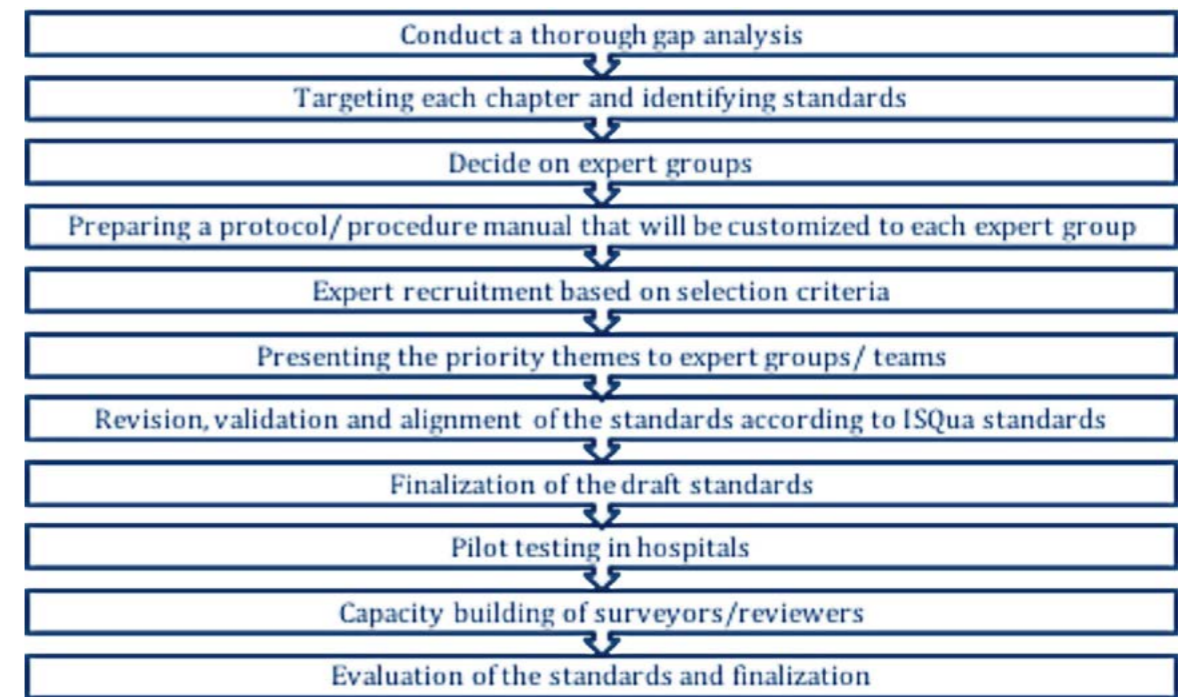 Conduct a thorough gap analysis
Targeting each chapter and identifying standards
Decide on expert groups
Preparing a protocol/ procedure manual that will be customized to each expert group
Expert recruitment based on selection criteria
Presenting the priority themes to expert groups/ teams
Revision, validation and alignment of the standards according to ISQua standards
Finalization of the draft standards
Pilot testing in hospitals
Capacity building of surveyors/reviewers
Evaluation of the standards and finalization